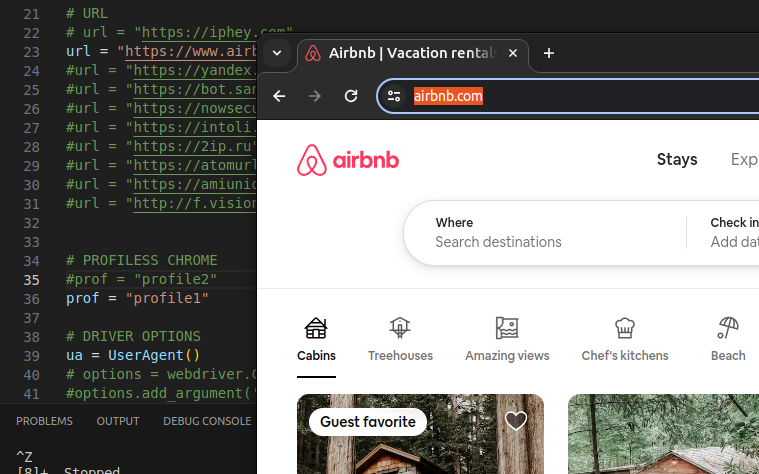 21 # URL
22 # url = "https://iphey.com"
23 url = "https://www.airb
24 #url = "https://yandex.
25 #url = "https://bot.san
26 #url = "https://nowsecu
27 #url = "https://intoli.
28 #url = "https://2ip.ru"
29 #url = "https://atomurl
30 #url = "https://amiunic
31 #url = "http://f.vision
32
33
34 # PROFILESS CHROME
35 #prof = "profile2"
36 prof = "profile1"
37
38 # DRIVER OPTIONS
39 ua = UserAgent()
40 # options = webdriver.C
41 #options.add_argument('
PROBLEMS OUTPUT DEBUG CONSOLE
^Z
[8]+ Stopped
Airbnb | Vacation rentals
airbnb.com
airbnb
Stays Exp
Where Check in
Search destinations Add dat
Cabins Treehouses Amazing views Chef's kitchens Beach
Guest favorite